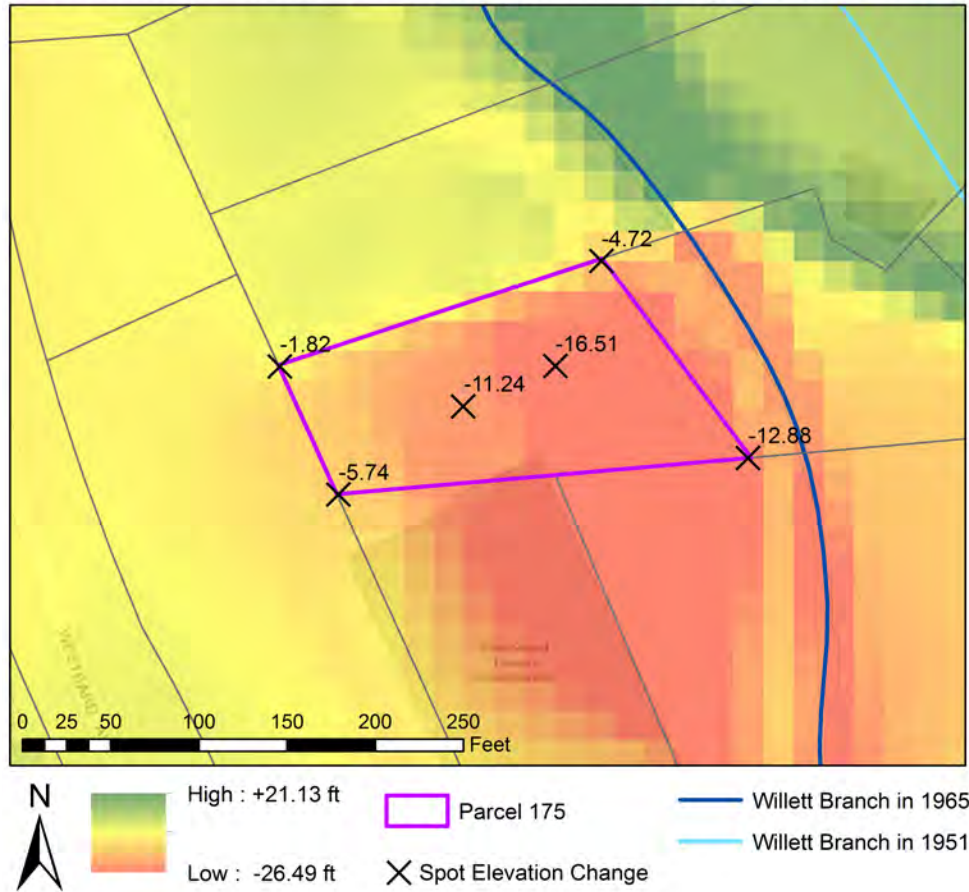 -4.72
-1.82
-16.51
-11.24
-12.88
-5.74
0 25 50 100 150 200 250
Feet
N
High : +21.13 ft
Low : -26.49 ft
Parcel 175
Spot Elevation Change
Willett Branch in 1965
Willett Branch in 1951